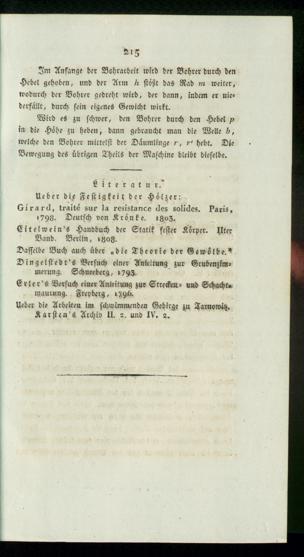 215
Im Anfange der Bohrarbeit wird der Bohrer durch den
Hebel gehoben, und der Arm h stößt das Rad m weiter,
wodurch der Bohrer gedreht wird, der dann, indem er nie-
derfällt, durch sein eigenes Gewicht wirkt.
Wird es zu schwer, den Bohrer durch den Hebel p
in die Höhe zu heben, dann gebraucht man die Welle b,
welche den Bohrer mittelst der Däumlinge r, r' hebt. Die
Bewegung des übrigen Theils der Maschine bleibt dieselbe.
Literatur.
Ueber die Festigkeit der Hölzer:
Girard, traité sur la resistance des solides. Paris,
1798. Deutsch von Krönke. 1803.
Eitelwein's Handbuch der Statik fester Körper. IIter
Band. Berlin, 1808.
Dasselbe Buch auch über „die Theorie der Gewölbe.“
Dingelstedt's Versuch einer Anleitung zur Grubenzim-
merung. Schneeberg, 1793.
Erler's Versuch einer Anleitung zur Strecken- und Schacht-
maurung. Freyberg, 1796.
Ueber die Arbeiten im schwimmenden Gebirge zu Tarnowitz.
Karsten's Archiv II. 2. und IV. 2.